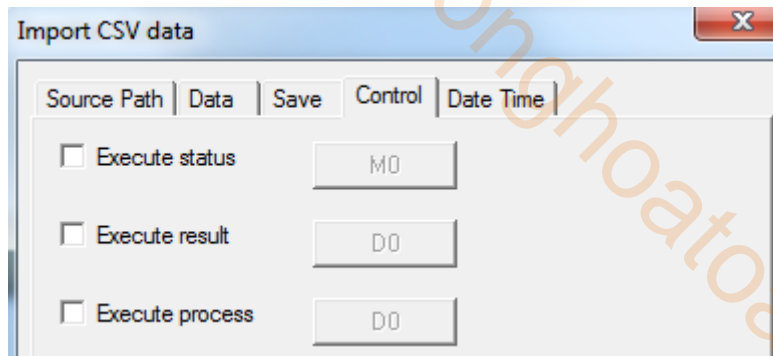 Import CSV data
Source Path Data Save Control Date Time
Execute status M0
Execute result D0
Execute process D0
onghoato